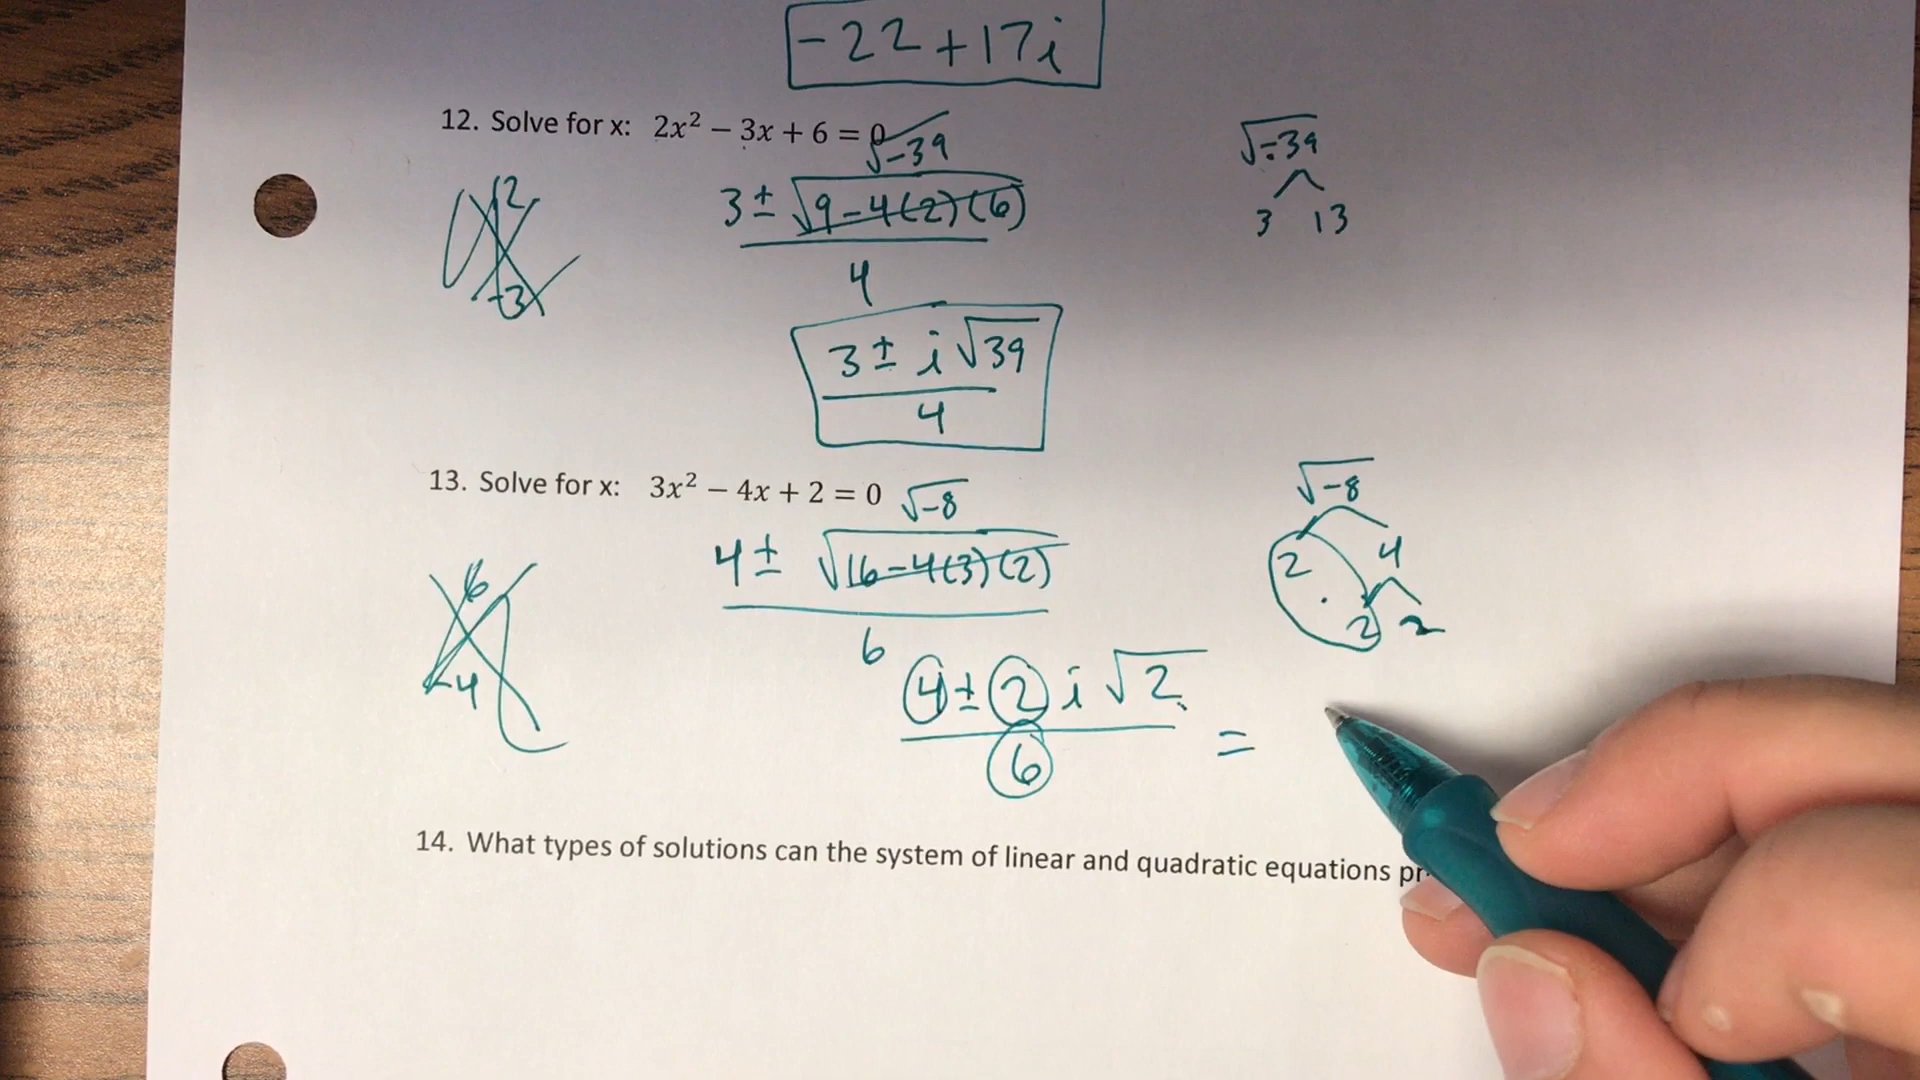 -22+17i
12. Solve for x: 2x² − 3x + 6 = 0
√-39
√-39
3 ± √9-4(2)(6)
4
3 13
12
-3
3 ± i√39
4
13. Solve for x: 3x² − 4x + 2 = 0
√-8
√-8
4 ± √16-4(3)(2)
6
2 4
2 2
6
-4
4 ± 2 i √2
6
=
14. What types of solutions can the system of linear and quadratic equations pr